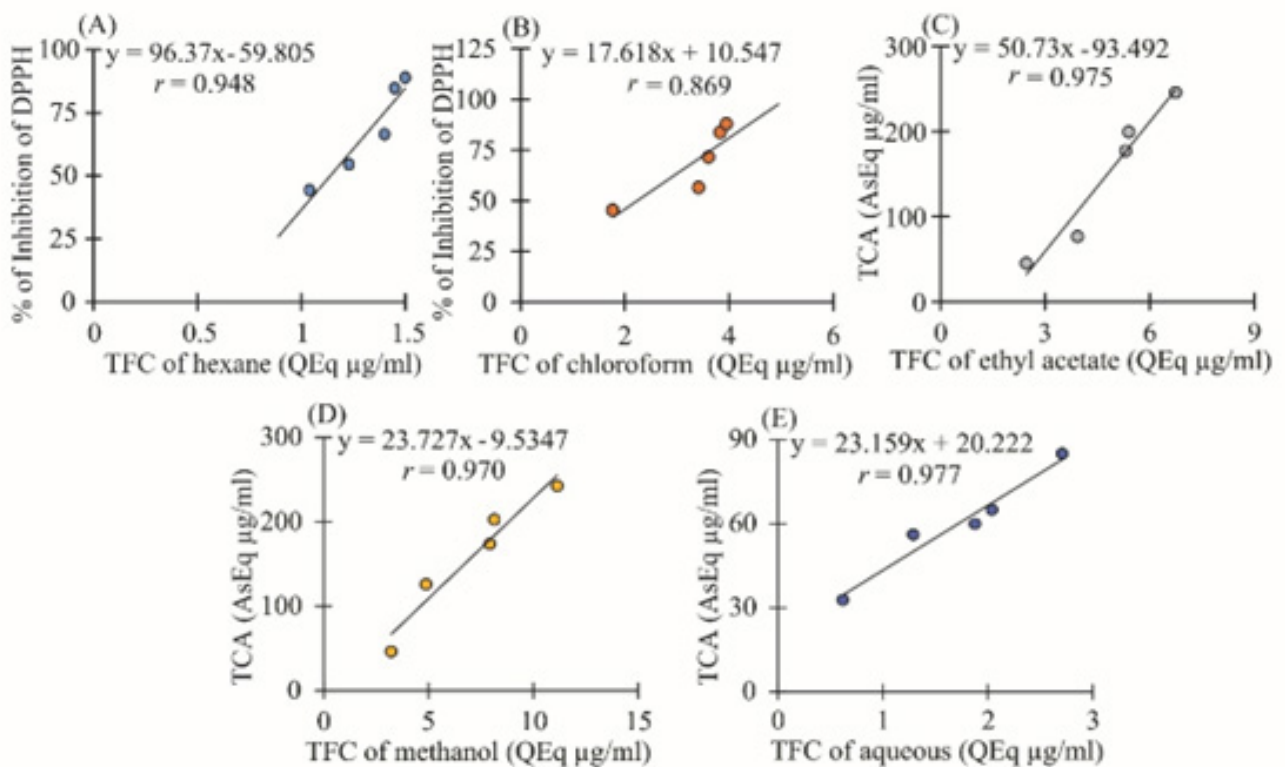 (A)
y = 96.37x- 59.805
r = 0.948
% of Inhibition of DPPH
100
75
50
25
0
0 0.5 1 1.5
TFC of hexane (QEq µg/ml)
(B)
y = 17.618x + 10.547
r = 0.869
% of Inhibition of DPPH
125
100
75
50
25
0
0 2 4 6
TFC of chloroform (QEq µg/ml)
(C)
y = 50.73x -93.492
r = 0.975
TCA (AsEq µg/ml)
300
200
100
0
0 3 6 9
TFC of ethyl acetate (QEq µg/ml)
(D)
y = 23.727x - 9.5347
r = 0.970
TCA (AsEq µg/ml)
300
200
100
0
0 5 10 15
TFC of methanol (QEq µg/ml)
(E)
y = 23.159x + 20.222
r = 0.977
TCA (AsEq µg/ml)
90
60
30
0
0 1 2 3
TFC of aqueous (QEq µg/ml)